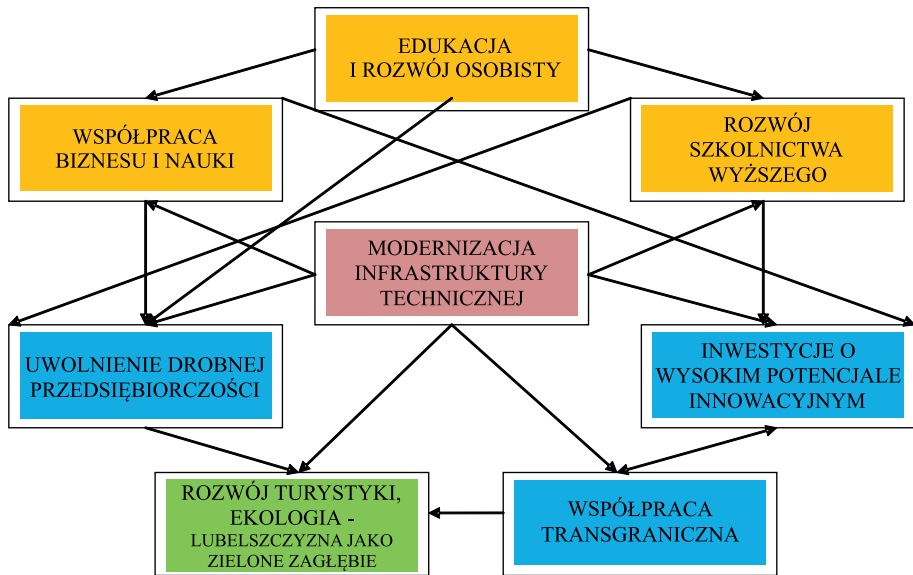 EDUKACJA
I ROZWÓJ OSOBISTY
WSPÓŁPRACA
BIZNESU I NAUKI
ROZWÓJ
SZKOLNICTWA
WYŻSZEGO
MODERNIZACJA
INFRASTRUKTURY
TECHNICZNEJ
UWOLNIENIE DROBNEJ
PRZEDSIĘBIORCZOŚCI
INWESTYCJE O
WYSOKIM POTENCJALE
INNOWACYJNYM
ROZWÓJ TURYSTYKI,
EKOLOGIA -
LUBELSZCZYZNA JAKO
ZIELONE ZAGŁĘBIE
WSPÓŁPRACA
TRANSGRANICZNA